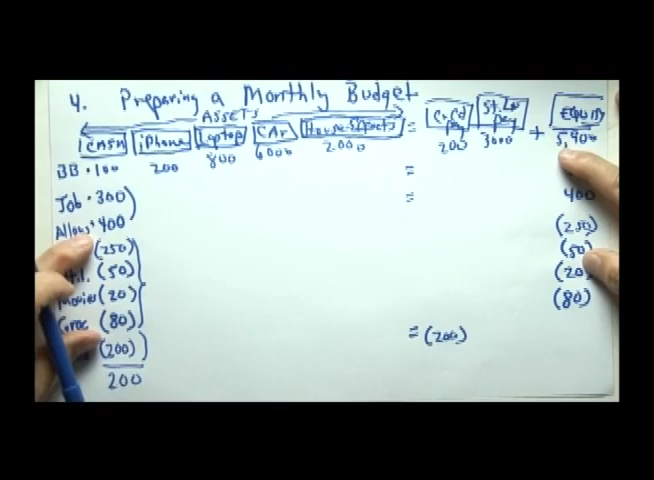 4. Preparing a Monthly Budget
ASSETS
Cash iPhone Laptop CAr House Effects = Cr Cd pay St. Ln pay + EQUITY
BB · 100 200 800 6000 2000 200 3000 5,900
=
Job · 300 = 400
Allow · 400
(250) (250)
(50) (50)
Movies (20) (20)
Groc (80) (80)
(200) = (200)
200